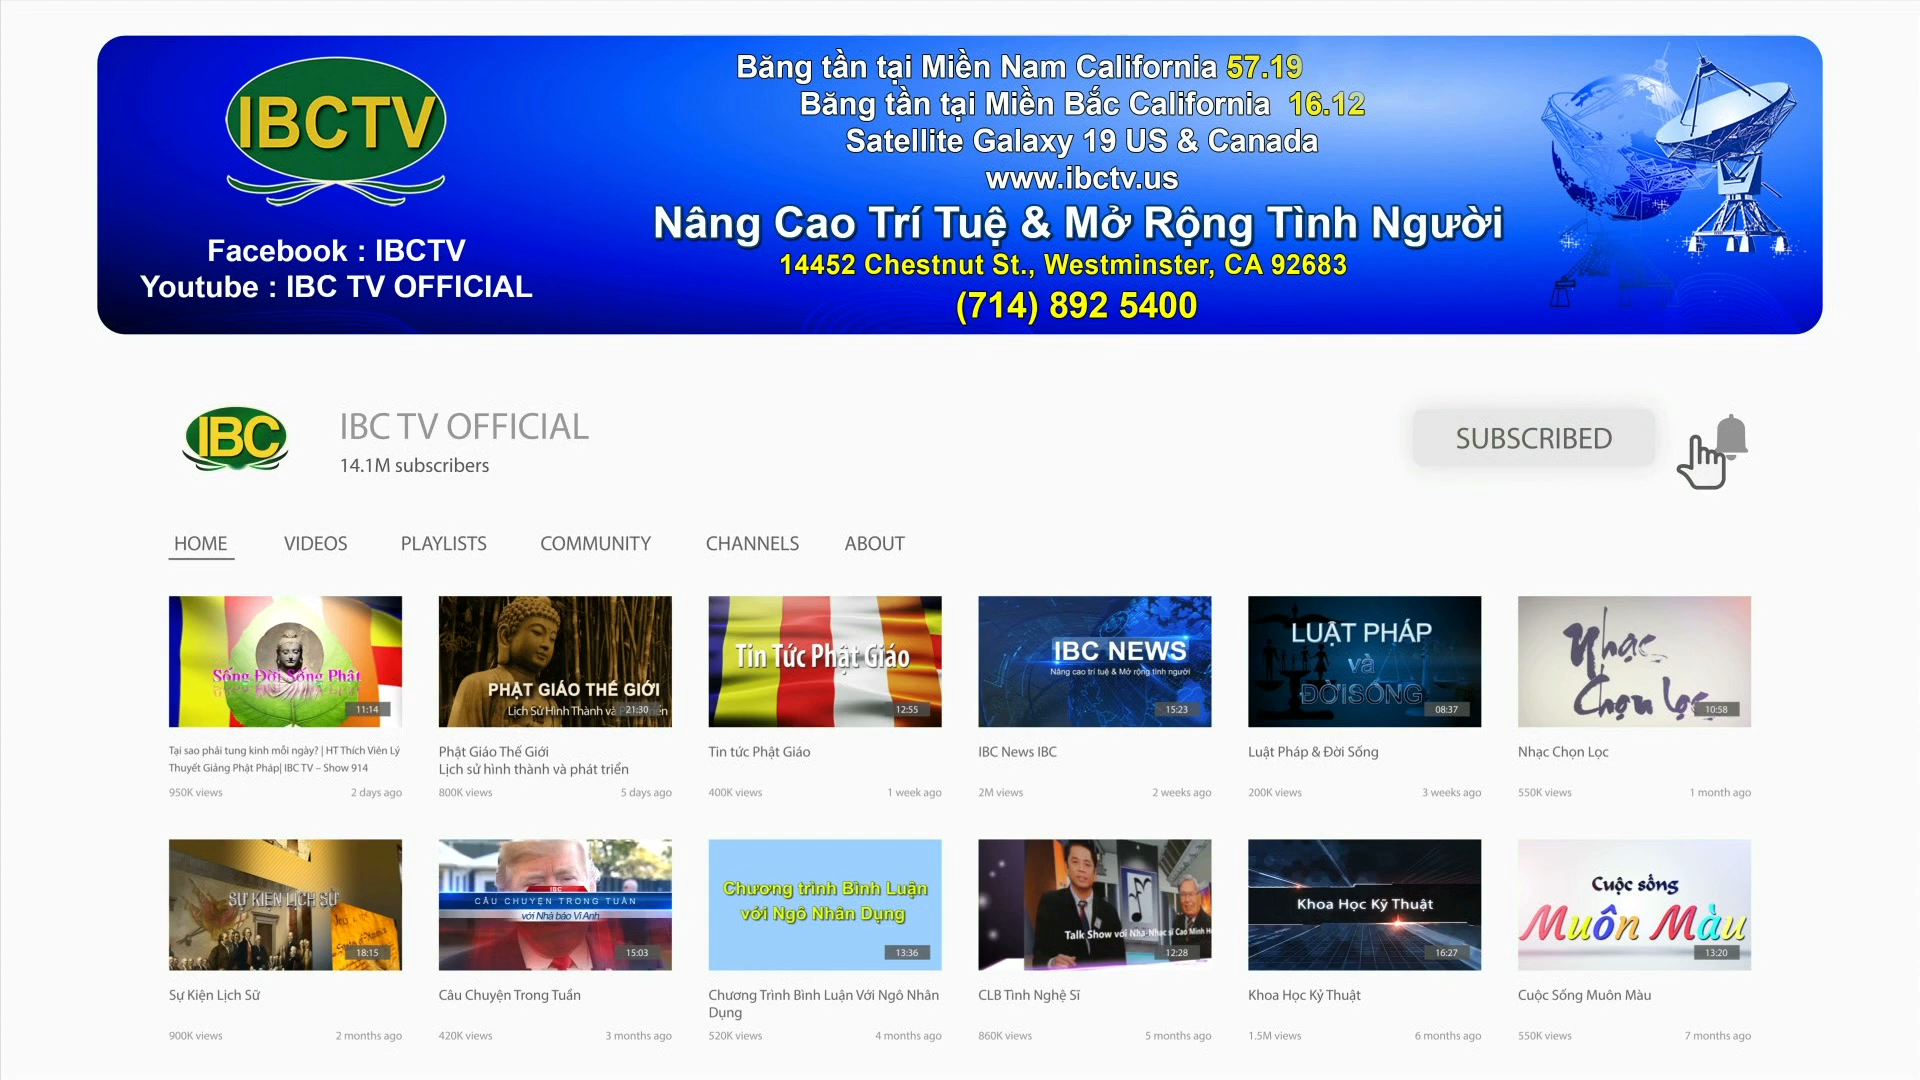 IBCTV
Facebook : IBCTV
Youtube : IBC TV OFFICIAL
Băng tần tại Miền Nam California 57.19
Băng tần tại Miền Bắc California 16.12
Satellite Galaxy 19 US & Canada
www.ibctv.us
Nâng Cao Trí Tuệ & Mở Rộng Tình Người
14452 Chestnut St., Westminster, CA 92683
(714) 892 5400
IBC
IBC TV OFFICIAL
14.1M subscribers
SUBSCRIBED
HOME VIDEOS PLAYLISTS COMMUNITY CHANNELS ABOUT
Sống Đời Sống Phật
11:14
Tại sao phải tung kinh mỗi ngày? | HT Thích Viên Lý
Thuyết Giảng Phật Pháp| IBC TV – Show 914
950K views 2 days ago
PHẬT GIÁO THẾ GIỚI
Lịch Sử Hình Thành và
21:30
Phật Giáo Thế Giới
Lịch sử hình thành và phát triển
800K views 5 days ago
Tin Tức Phật Giáo
12:55
Tin tức Phật Giáo
400K views 1 week ago
IBC NEWS
Nâng cao trí tuệ & Mở rộng tình người
15:23
IBC News IBC
2M views 2 weeks ago
LUẬT PHÁP
và
ĐỜI SỐNG
08:37
Luật Pháp & Đời Sống
200K views 3 weeks ago
Nhạc
Chọn lọc
10:58
Nhạc Chọn Lọc
550K views 1 month ago
SỰ KIỆN LỊCH SỬ
18:15
Sự Kiện Lịch Sữ
900K views 2 months ago
IBC
CÂU CHUYỆN TRONG TUẦN
với Nhà báo Vi Anh
15:03
Câu Chuyện Trong Tuần
420K views 3 months ago
Chương trình Bình Luận
với Ngô Nhân Dụng
13:36
Chương Trình Bình Luận Với Ngô Nhân
Dụng
520K views 4 months ago
Talk Show với Nha- Nhạc sĩ Cao Minh
12:28
CLB Tình Nghệ Sĩ
860K views 5 months ago
Khoa Học Kỹ Thuật
16:27
Khoa Học Kỷ Thuật
1.5M views 6 months ago
Cuộc sống
Muôn Màu
13:20
Cuộc Sống Muôn Màu
550K views 7 months ago